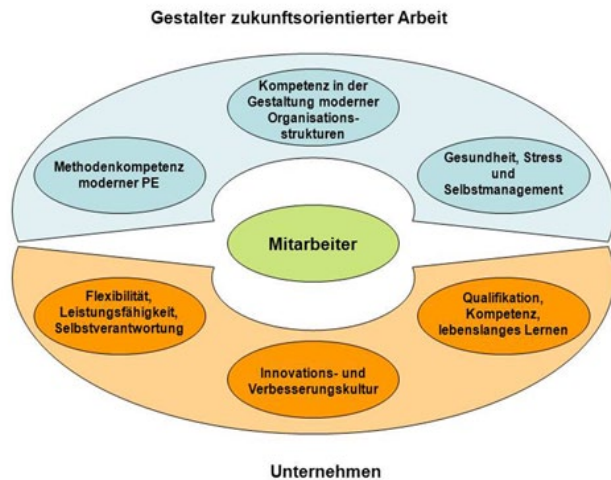 Gestalter zukunftsorientierter Arbeit
Kompetenz in der
Gestaltung moderner
Organisations-
strukturen
Methodenkompetenz
moderner PE
Gesundheit, Stress
und
Selbstmanagement
Mitarbeiter
Flexibilität,
Leistungsfähigkeit,
Selbstverantwortung
Qualifikation,
Kompetenz,
lebenslanges Lernen
Innovations- und
Verbesserungskultur
Unternehmen